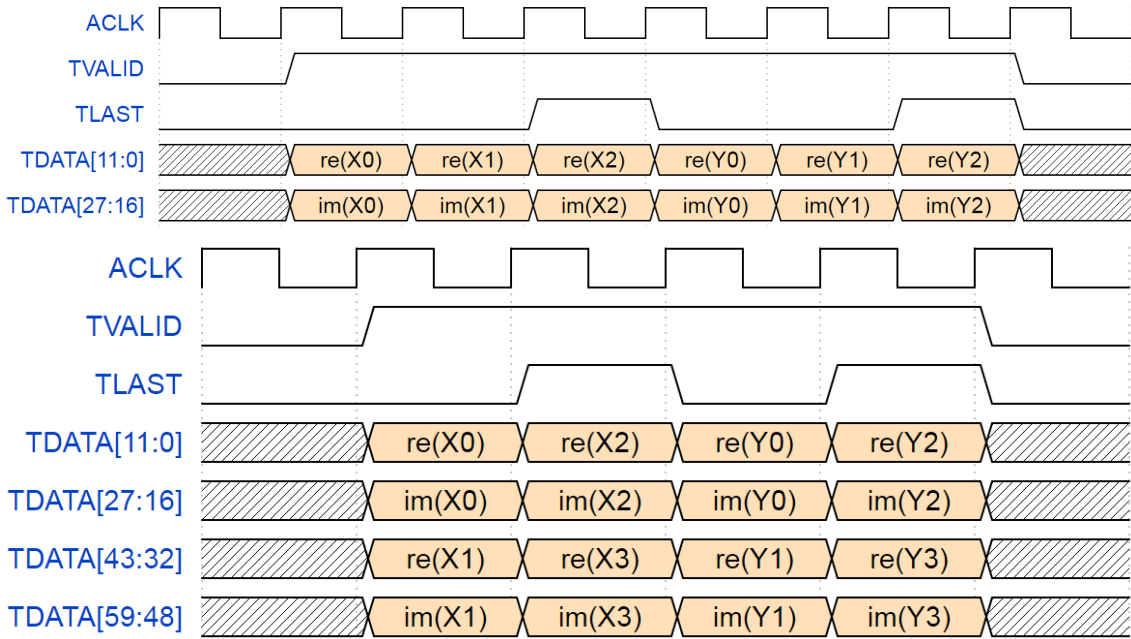 ACLK
TVALID
TLAST
TDATA[11:0] re(X0) re(X1) re(X2) re(Y0) re(Y1) re(Y2)
TDATA[27:16] im(X0) im(X1) im(X2) im(Y0) im(Y1) im(Y2)
ACLK
TVALID
TLAST
TDATA[11:0] re(X0) re(X2) re(Y0) re(Y2)
TDATA[27:16] im(X0) im(X2) im(Y0) im(Y2)
TDATA[43:32] re(X1) re(X3) re(Y1) re(Y3)
TDATA[59:48] im(X1) im(X3) im(Y1) im(Y3)